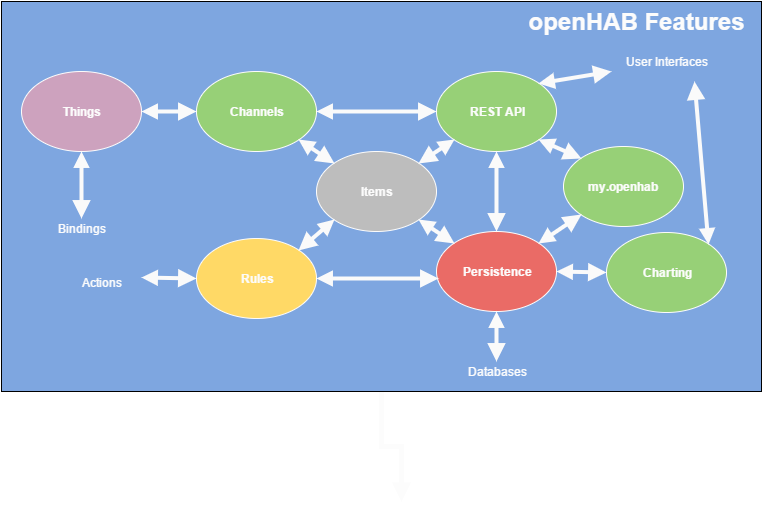 openHAB Features
User Interfaces
Things
Channels
REST API
my.openhab
Items
Bindings
Actions
Rules
Persistence
Charting
Databases